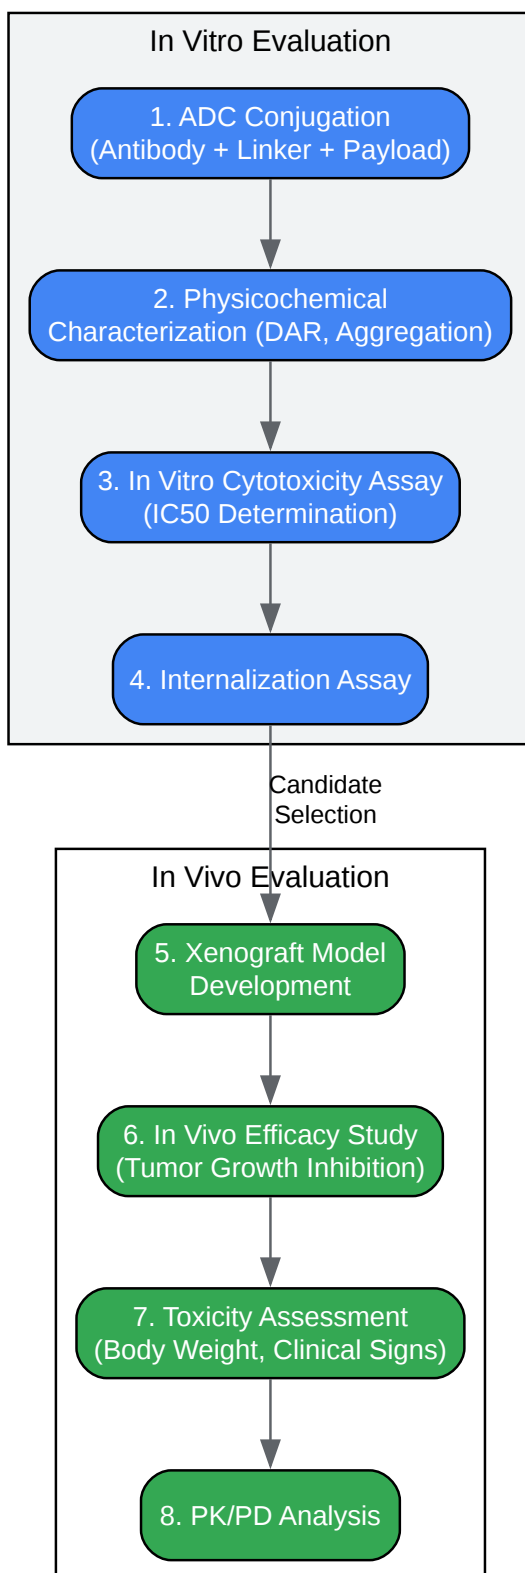 In Vitro Evaluation
1. ADC Conjugation
(Antibody + Linker + Payload)
2. Physicochemical
Characterization (DAR, Aggregation)
3. In Vitro Cytotoxicity Assay
(IC50 Determination)
4. Internalization Assay
Candidate
Selection
In Vivo Evaluation
5. Xenograft Model
Development
6. In Vivo Efficacy Study
(Tumor Growth Inhibition)
7. Toxicity Assessment
(Body Weight, Clinical Signs)
8. PK/PD Analysis